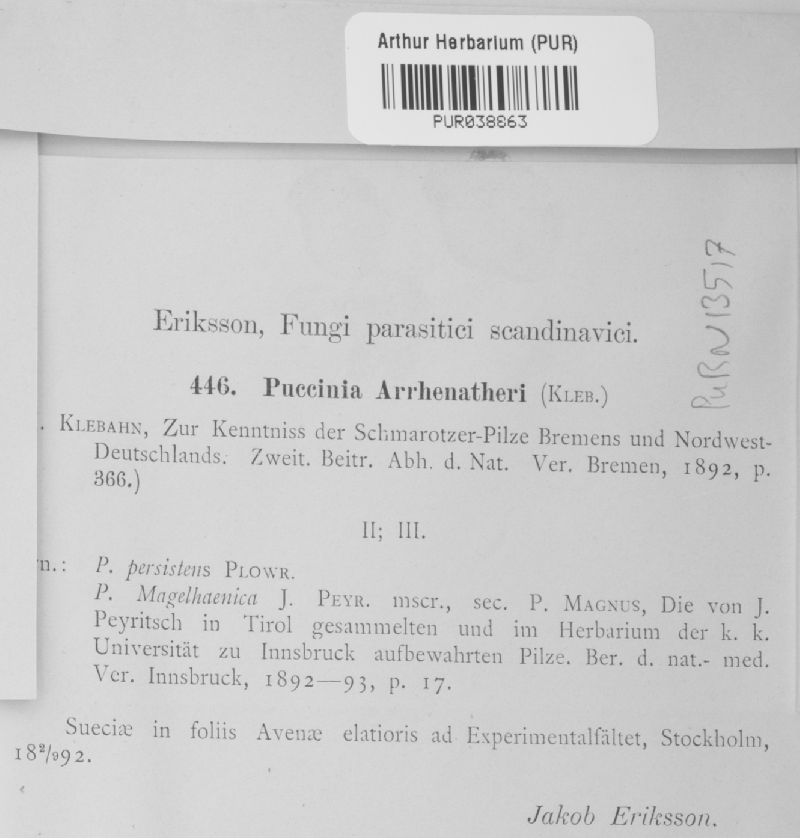 Arthur Herbarium (PUR)
PUR038863
PURN13517
Eriksson, Fungi parasitici scandinavici.
446. Puccinia Arrhenatheri (KLEB.)
. KLEBAHN, Zur Kenntniss der Schmarotzer-Pilze Bremens und Nordwest-
Deutschlands. Zweit. Beitr. Abh. d. Nat. Ver. Bremen, 1892, p.
366.)
II; III.
n.: P. persistens PLOWR.
P. Magelhaenica J. PEYR. mscr., sec. P. MAGNUS, Die von J.
Peyritsch in Tirol gesammelten und im Herbarium der k. k.
Universität zu Innsbruck aufbewahrten Pilze. Ber. d. nat.- med.
Ver. Innsbruck, 1892—93, p. 17.
Sueciæ in foliis Avenæ elatioris ad Experimentalfältet, Stockholm,
18²/₉92.
Jakob Eriksson.